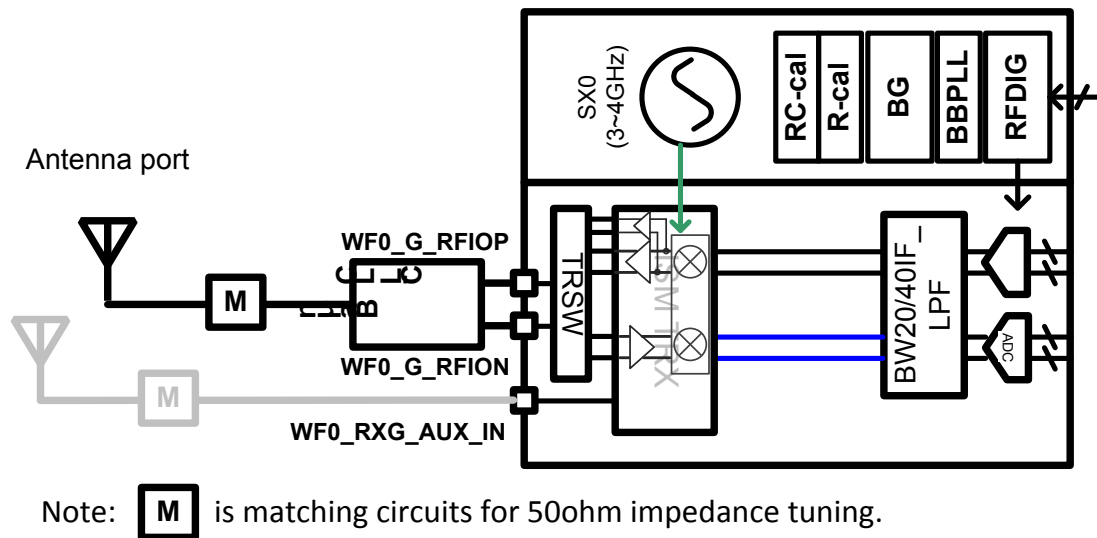 SX0
(3~4GHz)
RC-cal
R-cal
BG
BBPLL
RFDIG
Antenna port
WF0_G_RFIOP
M
TRSW
BW20/40IF_
LPF
ADC
WF0_G_RFION
M
WF0_RXG_AUX_IN
Note: M is matching circuits for 50ohm impedance tuning.